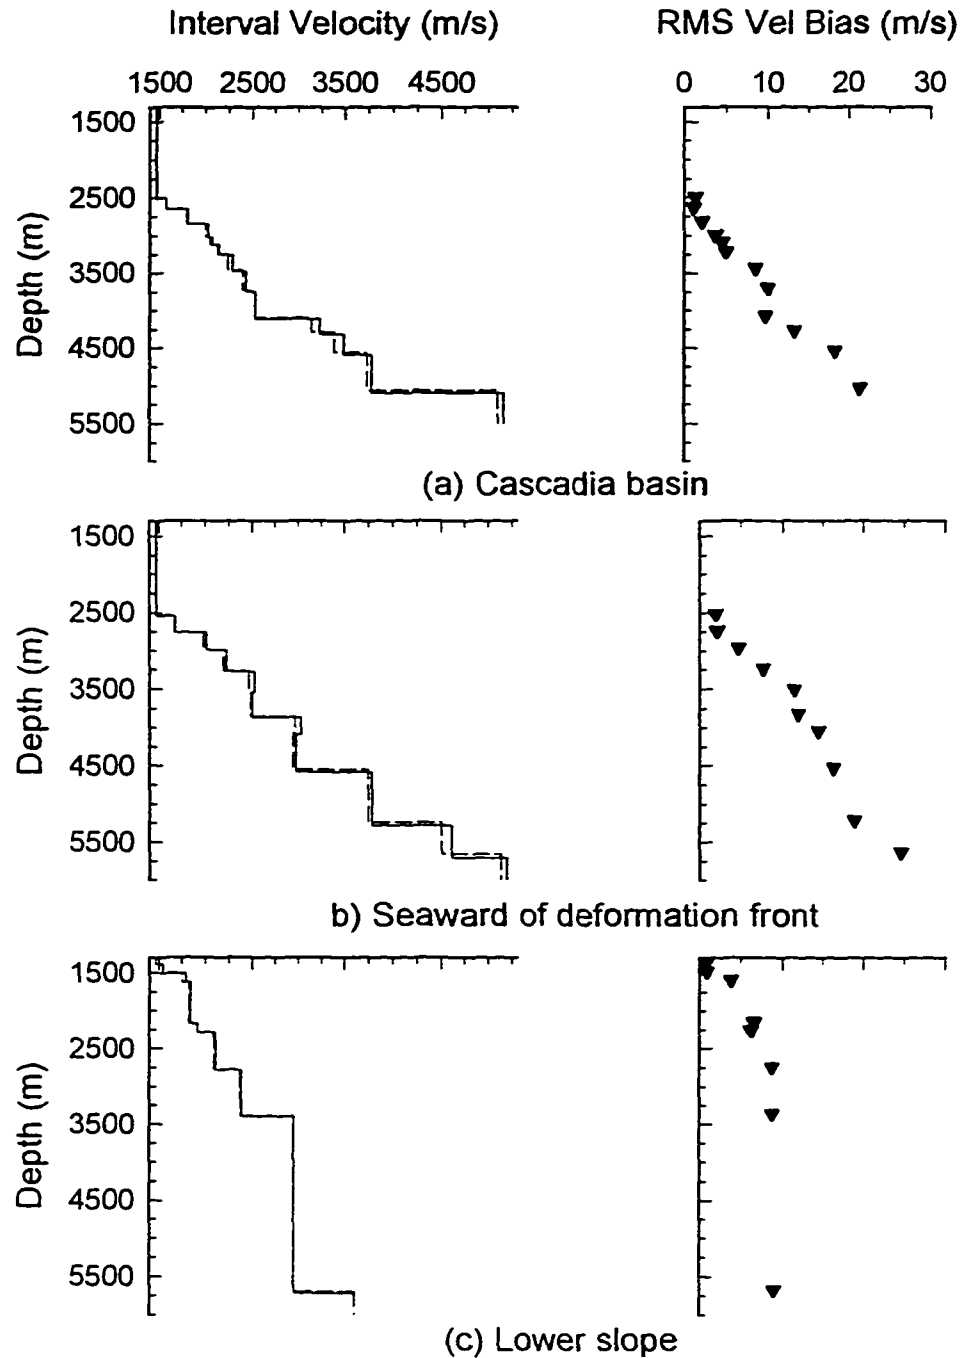 Interval Velocity (m/s)
RMS Vel Bias (m/s)
1500 2500 3500 4500
0 10 20 30
Depth (m)
1500
2500
3500
4500
5500
(a) Cascadia basin
Depth (m)
1500
2500
3500
4500
5500
b) Seaward of deformation front
Depth (m)
1500
2500
3500
4500
5500
(c) Lower slope